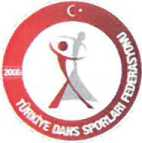 2006
TÜRKİYE DANS SPORLARI FEDERASYONU